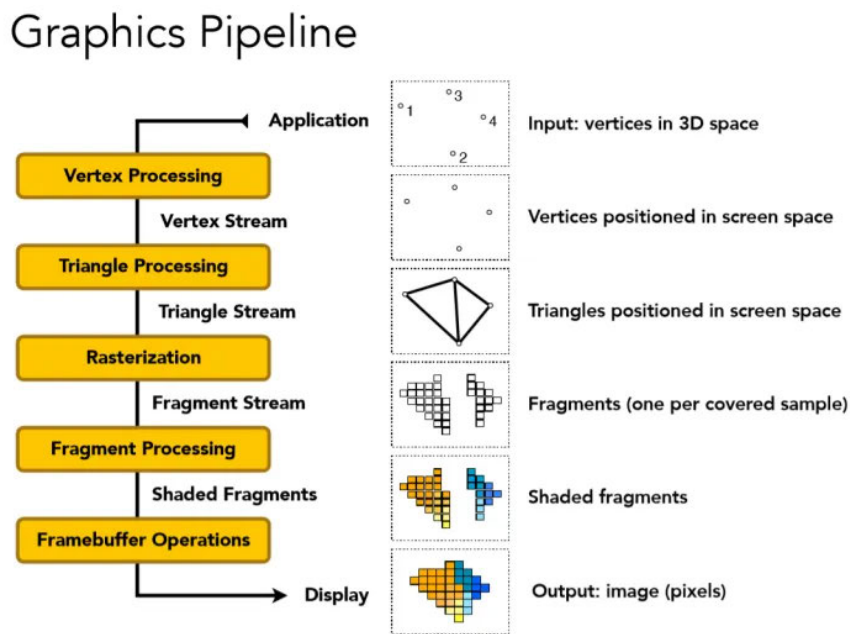 Graphics Pipeline
Application
1
3
4
2
Input: vertices in 3D space
Vertex Processing
Vertex Stream
Vertices positioned in screen space
Triangle Processing
Triangle Stream
Triangles positioned in screen space
Rasterization
Fragment Stream
Fragments (one per covered sample)
Fragment Processing
Shaded Fragments
Shaded fragments
Framebuffer Operations
Display
Output: image (pixels)